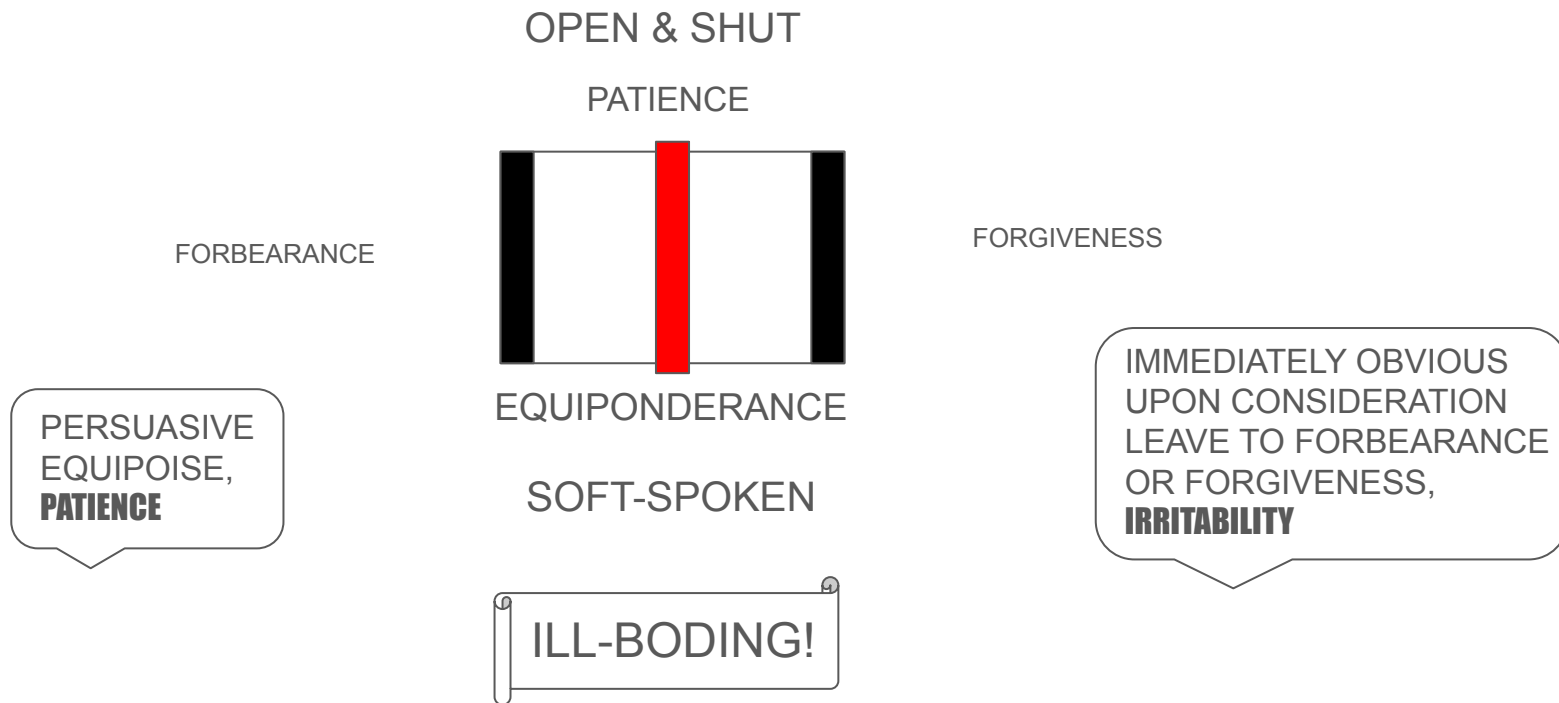 OPEN & SHUT
PATIENCE
FORBEARANCE
FORGIVENESS
EQUIPONDERANCE
PERSUASIVE
EQUIPOISE,
PATIENCE
SOFT-SPOKEN
IMMEDIATELY OBVIOUS
UPON CONSIDERATION
LEAVE TO FORBEARANCE
OR FORGIVENESS,
IRRITABILITY
ILL-BODING!